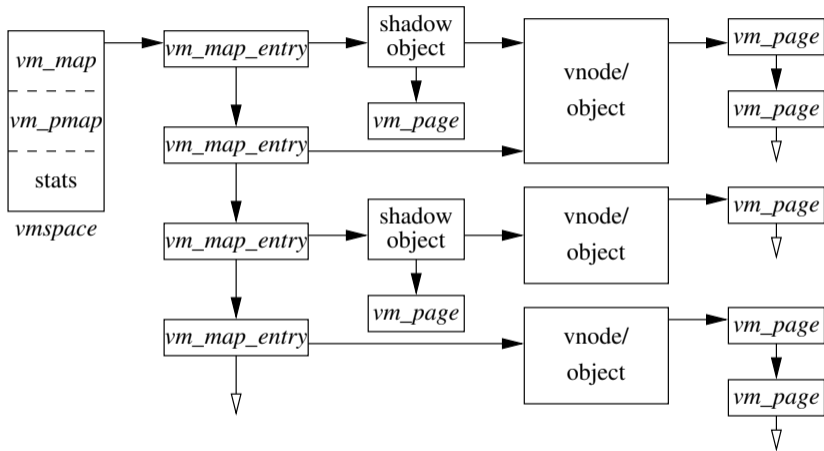 vm_map
vm_pmap
stats
vmspace
vm_map_entry
vm_map_entry
vm_map_entry
vm_map_entry
shadow
object
vm_page
shadow
object
vm_page
vnode/
object
vnode/
object
vnode/
object
vm_page
vm_page
vm_page
vm_page
vm_page